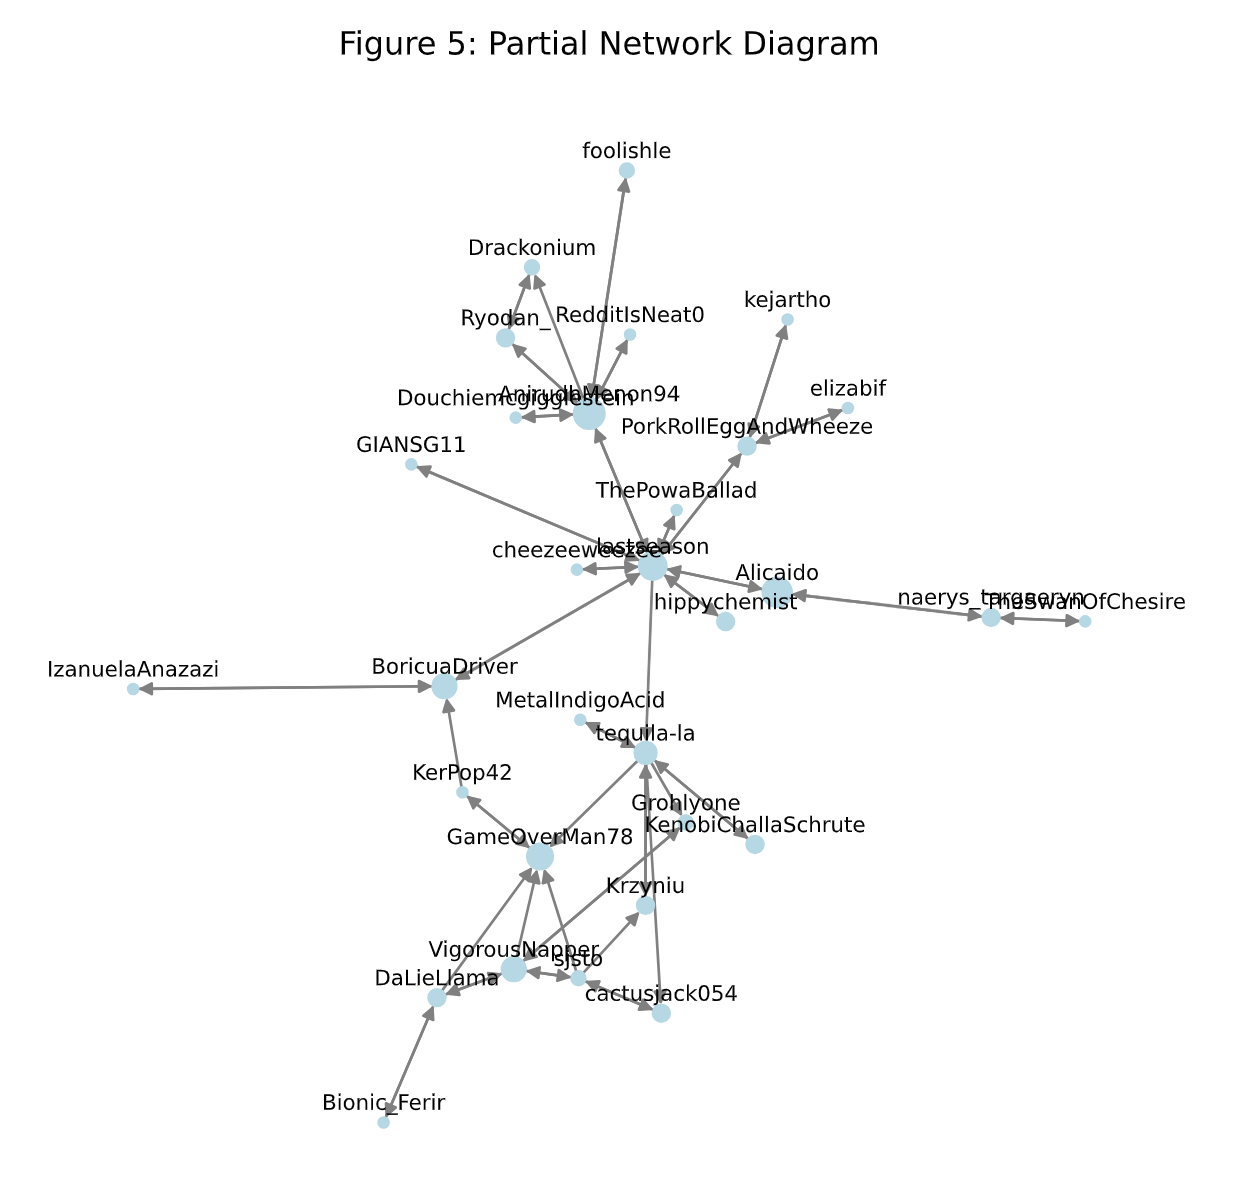 Figure 5: Partial Network Diagram
foolishle
Drackonium
kejartho
RedditIsNeat0
Ryodan_
elizabif
AnirudhMenon94
Douchiemcgigglestein
PorkRollEggAndWheeze
GIANSG11
ThePowaBallad
lastseason
cheezeeweezee
Alicaido
naerys_targaeryn
TheSwanOfChesire
hippychemist
BoricuaDriver
IzanuelaAnazazi
MetalIndigoAcid
tequila-la
KerPop42
Grohlyone
KenobiChallaSchrute
GameOverMan78
Krzyniu
VigorousNapper
sjsto
DaLieLlama
cactusjack054
Bionic_Ferir